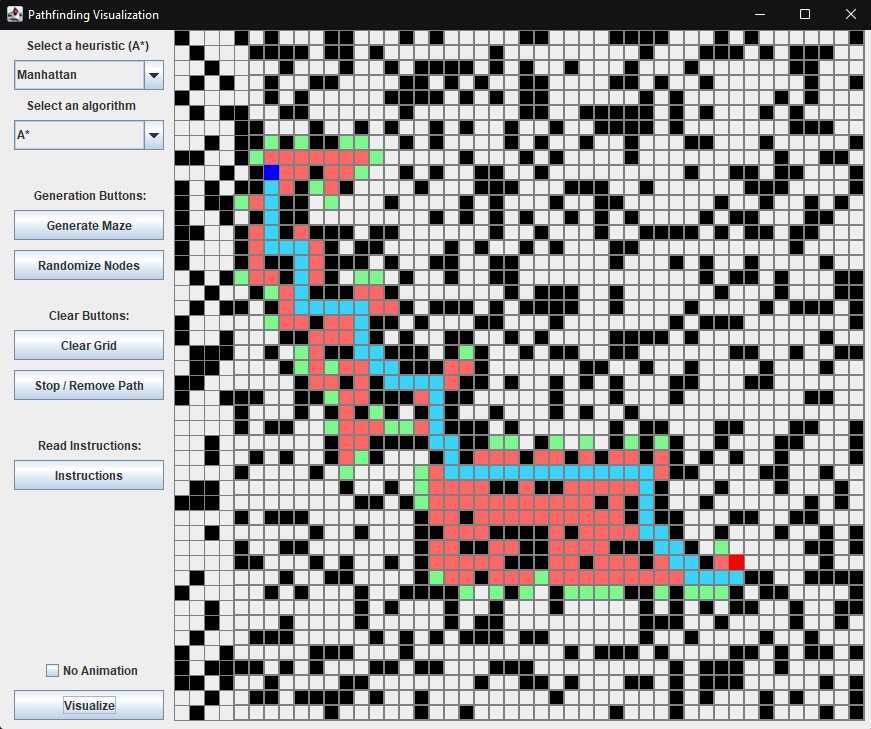 Pathfinding Visualization
Select a heuristic (A*)
Manhattan
Select an algorithm
A*
Generation Buttons:
Generate Maze
Randomize Nodes
Clear Buttons:
Clear Grid
Stop / Remove Path
Read Instructions:
Instructions
No Animation
Visualize